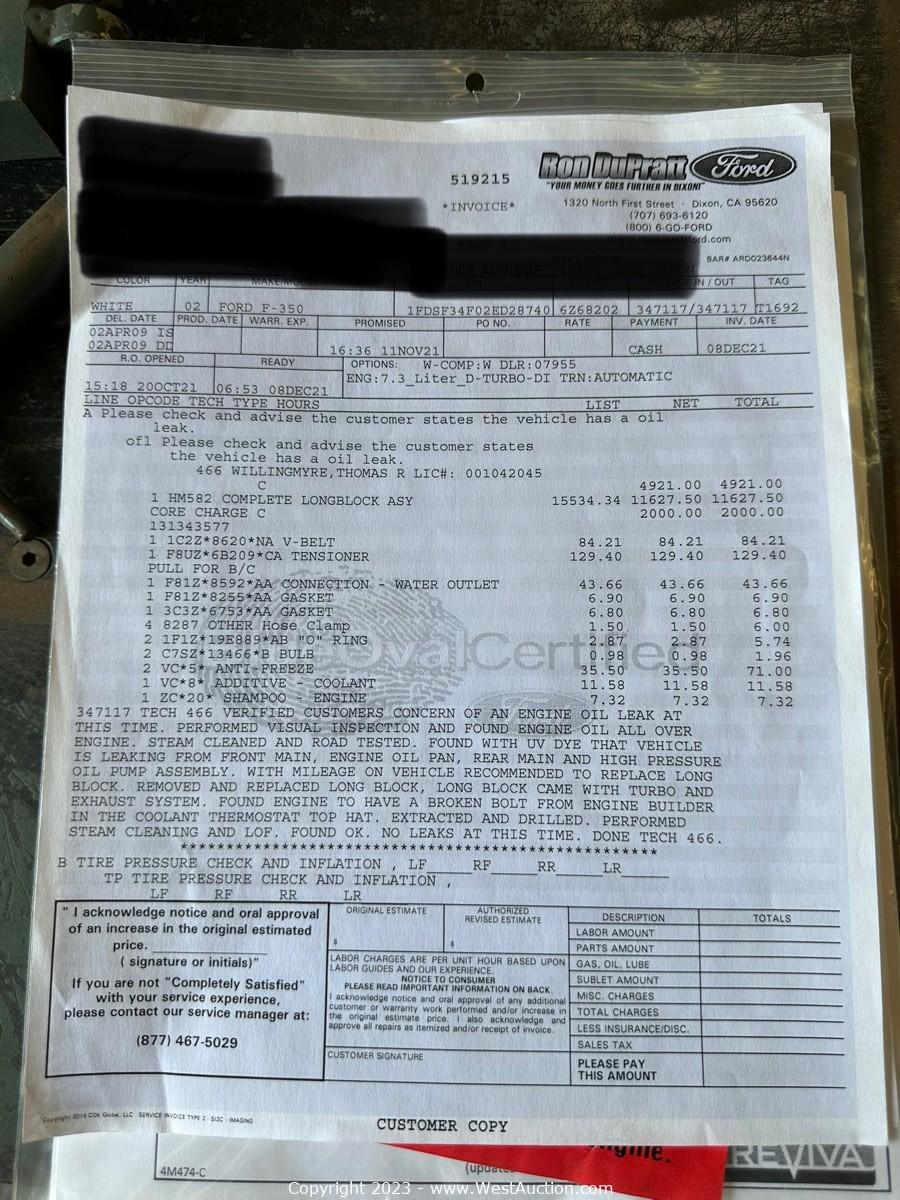 519215
*INVOICE*
Ron DuPratt Ford
"YOUR MONEY GOES FURTHER IN DIXON!"
1320 North First Street · Dixon, CA 95620
(707) 693-6120
(800) 6-GO-FORD
BAR# ARD023644N
COLOR YEAR MAKE/MODEL VIN LICENSE MILEAGE IN / OUT TAG
WHITE 02 FORD F-350 1FDSF34F02ED28740 6Z68202 347117/347117 T1692
DEL. DATE PROD. DATE WARR. EXP. PROMISED PO NO. RATE PAYMENT INV. DATE
02APR09 IS
02APR09 DD 16:36 11NOV21 CASH 08DEC21
R.O. OPENED READY OPTIONS: W-COMP:W DLR:07955
ENG:7.3_Liter_D-TURBO-DI TRN:AUTOMATIC
15:18 20OCT21 06:53 08DEC21
LINE OPCODE TECH TYPE HOURS LIST NET TOTAL
A Please check and advise the customer states the vehicle has a oil
leak.
ofl Please check and advise the customer states
the vehicle has a oil leak.
466 WILLINGMYRE,THOMAS R LIC#: 001042045
C 4921.00 4921.00
1 HM582 COMPLETE LONGBLOCK ASY 15534.34 11627.50 11627.50
CORE CHARGE C 2000.00 2000.00
131343577
1 1C2Z*8620*NA V-BELT 84.21 84.21 84.21
1 F8UZ*6B209*CA TENSIONER 129.40 129.40 129.40
PULL FOR B/C
1 F81Z*8592*AA CONNECTION - WATER OUTLET 43.66 43.66 43.66
1 F81Z*8255*AA GASKET 6.90 6.90 6.90
1 3C3Z*6753*AA GASKET 6.80 6.80 6.80
4 8287 OTHER Hose Clamp 1.50 1.50 6.00
2 1F1Z*19E889*AB "O" RING 2.87 2.87 5.74
2 C7SZ*13466*B BULB 0.98 0.98 1.96
2 VC*5* ANTI-FREEZE 35.50 35.50 71.00
1 VC*8* ADDITIVE - COOLANT 11.58 11.58 11.58
1 ZC*20* SHAMPOO - ENGINE 7.32 7.32 7.32
347117 TECH 466 VERIFIED CUSTOMERS CONCERN OF AN ENGINE OIL LEAK AT
THIS TIME. PERFORMED VISUAL INSPECTION AND FOUND ENGINE OIL ALL OVER
ENGINE. STEAM CLEANED AND ROAD TESTED. FOUND WITH UV DYE THAT VEHICLE
IS LEAKING FROM FRONT MAIN, ENGINE OIL PAN, REAR MAIN AND HIGH PRESSURE
OIL PUMP ASSEMBLY. WITH MILEAGE ON VEHICLE RECOMMENDED TO REPLACE LONG
BLOCK. REMOVED AND REPLACED LONG BLOCK, LONG BLOCK CAME WITH TURBO AND
EXHAUST SYSTEM. FOUND ENGINE TO HAVE A BROKEN BOLT FROM ENGINE BUILDER
IN THE COOLANT THERMOSTAT TOP HAT. EXTRACTED AND DRILLED. PERFORMED
STEAM CLEANING AND LOF. FOUND OK. NO LEAKS AT THIS TIME. DONE TECH 466.
*****************************************************
B TIRE PRESSURE CHECK AND INFLATION , LF____RF____RR____LR____
TP TIRE PRESSURE CHECK AND INFLATION ,
LF____RF____RR____LR____
" I acknowledge notice and oral approval
of an increase in the original estimated
price. ____________
( signature or initials)"
If you are not "Completely Satisfied"
with your service experience,
please contact our service manager at:
(877) 467-5029
ORIGINAL ESTIMATE
$
AUTHORIZED
REVISED ESTIMATE
$
LABOR CHARGES ARE PER UNIT HOUR BASED UPON
LABOR GUIDES AND OUR EXPERIENCE.
NOTICE TO CONSUMER
PLEASE READ IMPORTANT INFORMATION ON BACK.
I acknowledge notice and oral approval of any additional
customer or warranty work performed and/or increase in
the original estimate price. I also acknowledge and
approve all repairs as itemized and/or receipt of invoice.
CUSTOMER SIGNATURE
DESCRIPTION TOTALS
LABOR AMOUNT
PARTS AMOUNT
GAS, OIL, LUBE
SUBLET AMOUNT
MISC. CHARGES
TOTAL CHARGES
LESS INSURANCE/DISC.
SALES TAX
PLEASE PAY
THIS AMOUNT
Copyright 2014 CDK Global, LLC SERVICE INVOICE TYPE 2 - SI2C - IMAGING
CUSTOMER COPY
4M474-C
engine.
REVIVA
Copyright 2023 - www.WestAuction.com